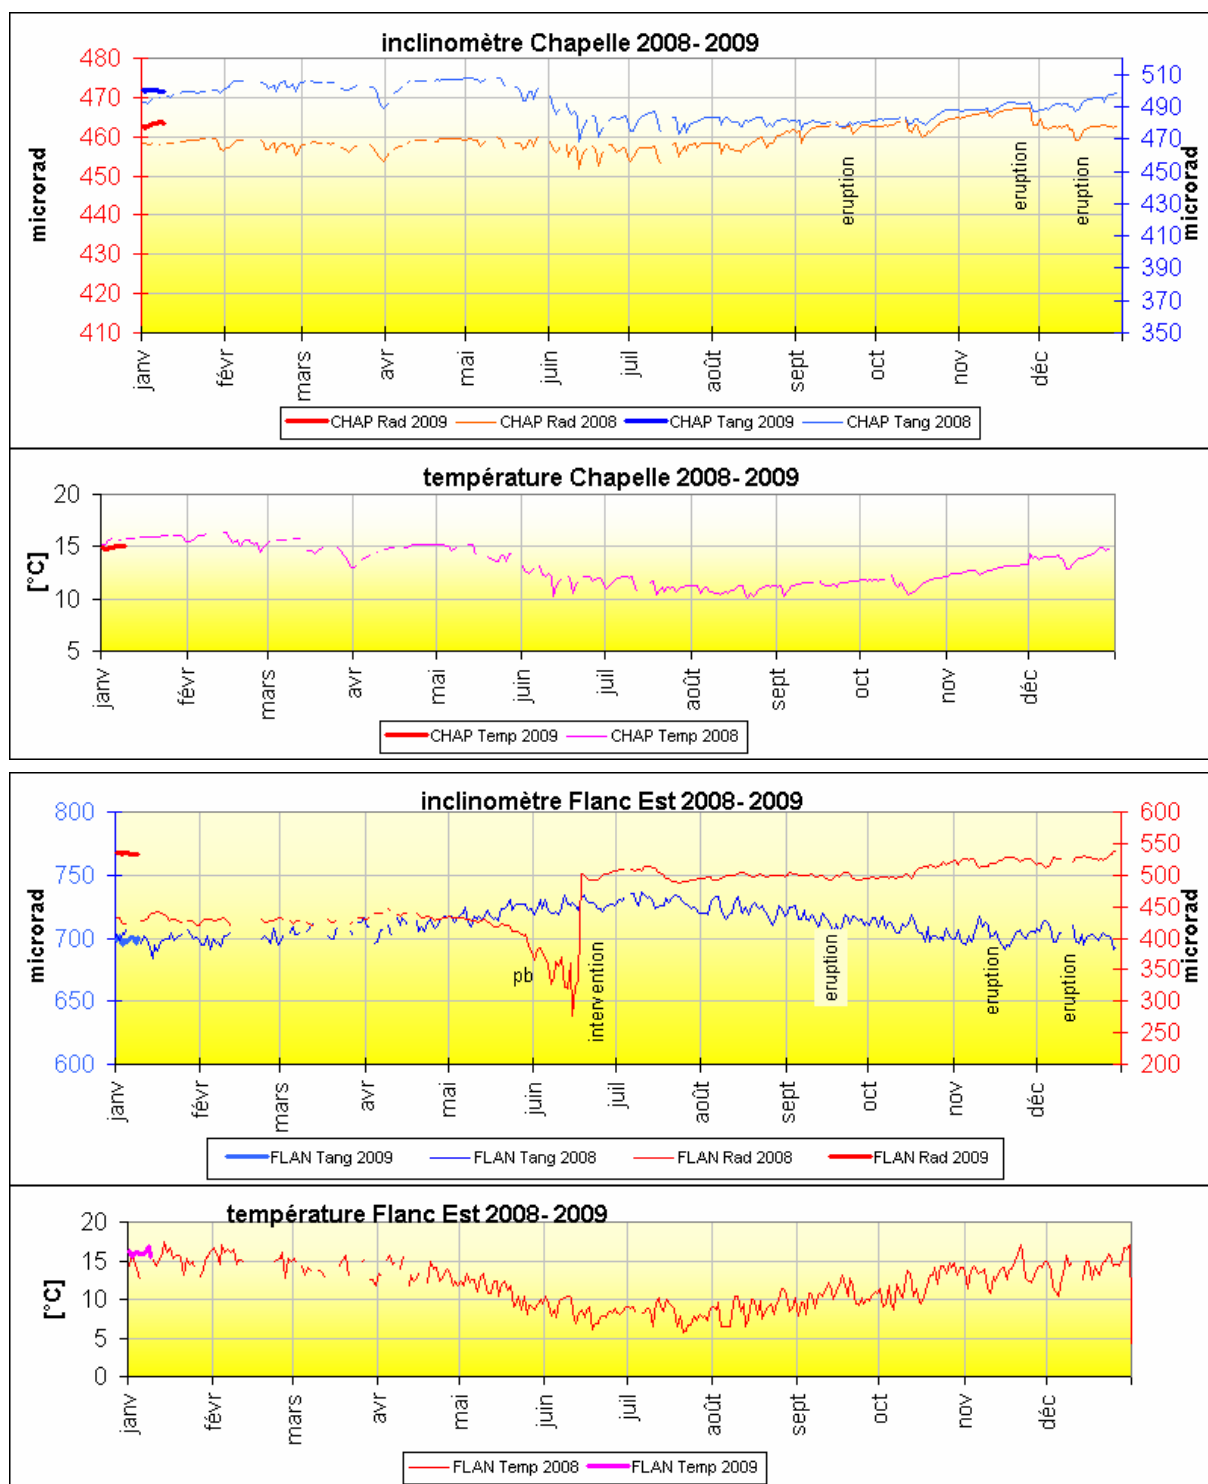 inclinomètre Chapelle 2008-2009
480
470
460
450
440
430
420
410
microrad
510
490
470
450
430
410
390
370
350
microrad
eruption
eruption
eruption
janv
févr
mars
avr
mai
juin
juil
août
sept
oct
nov
déc
CHAP Rad 2009
CHAP Rad 2008
CHAP Tang 2009
CHAP Tang 2008
température Chapelle 2008-2009
20
15
10
5
[°C]
janv
févr
mars
avr
mai
juin
juil
août
sept
oct
nov
déc
CHAP Temp 2009
CHAP Temp 2008
inclinomètre Flanc Est 2008-2009
800
750
700
650
600
microrad
600
550
500
450
400
350
300
250
200
microrad
pb
intervention
eruption
eruption
eruption
janv
févr
mars
avr
mai
juin
juil
août
sept
oct
nov
déc
FLAN Tang 2009
FLAN Tang 2008
FLAN Rad 2008
FLAN Rad 2009
température Flanc Est 2008-2009
20
15
10
5
0
[°C]
janv
févr
mars
avr
mai
juin
juil
août
sept
oct
nov
déc
FLAN Temp 2008
FLAN Temp 2009